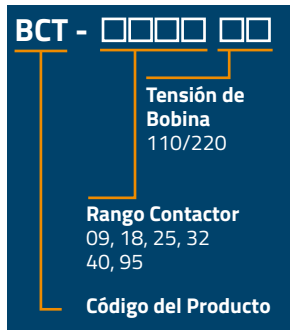 BCT - □□□□ □□
Tensión de
Bobina
110/220
Rango Contactor
09, 18, 25, 32
40, 95
Código del Producto